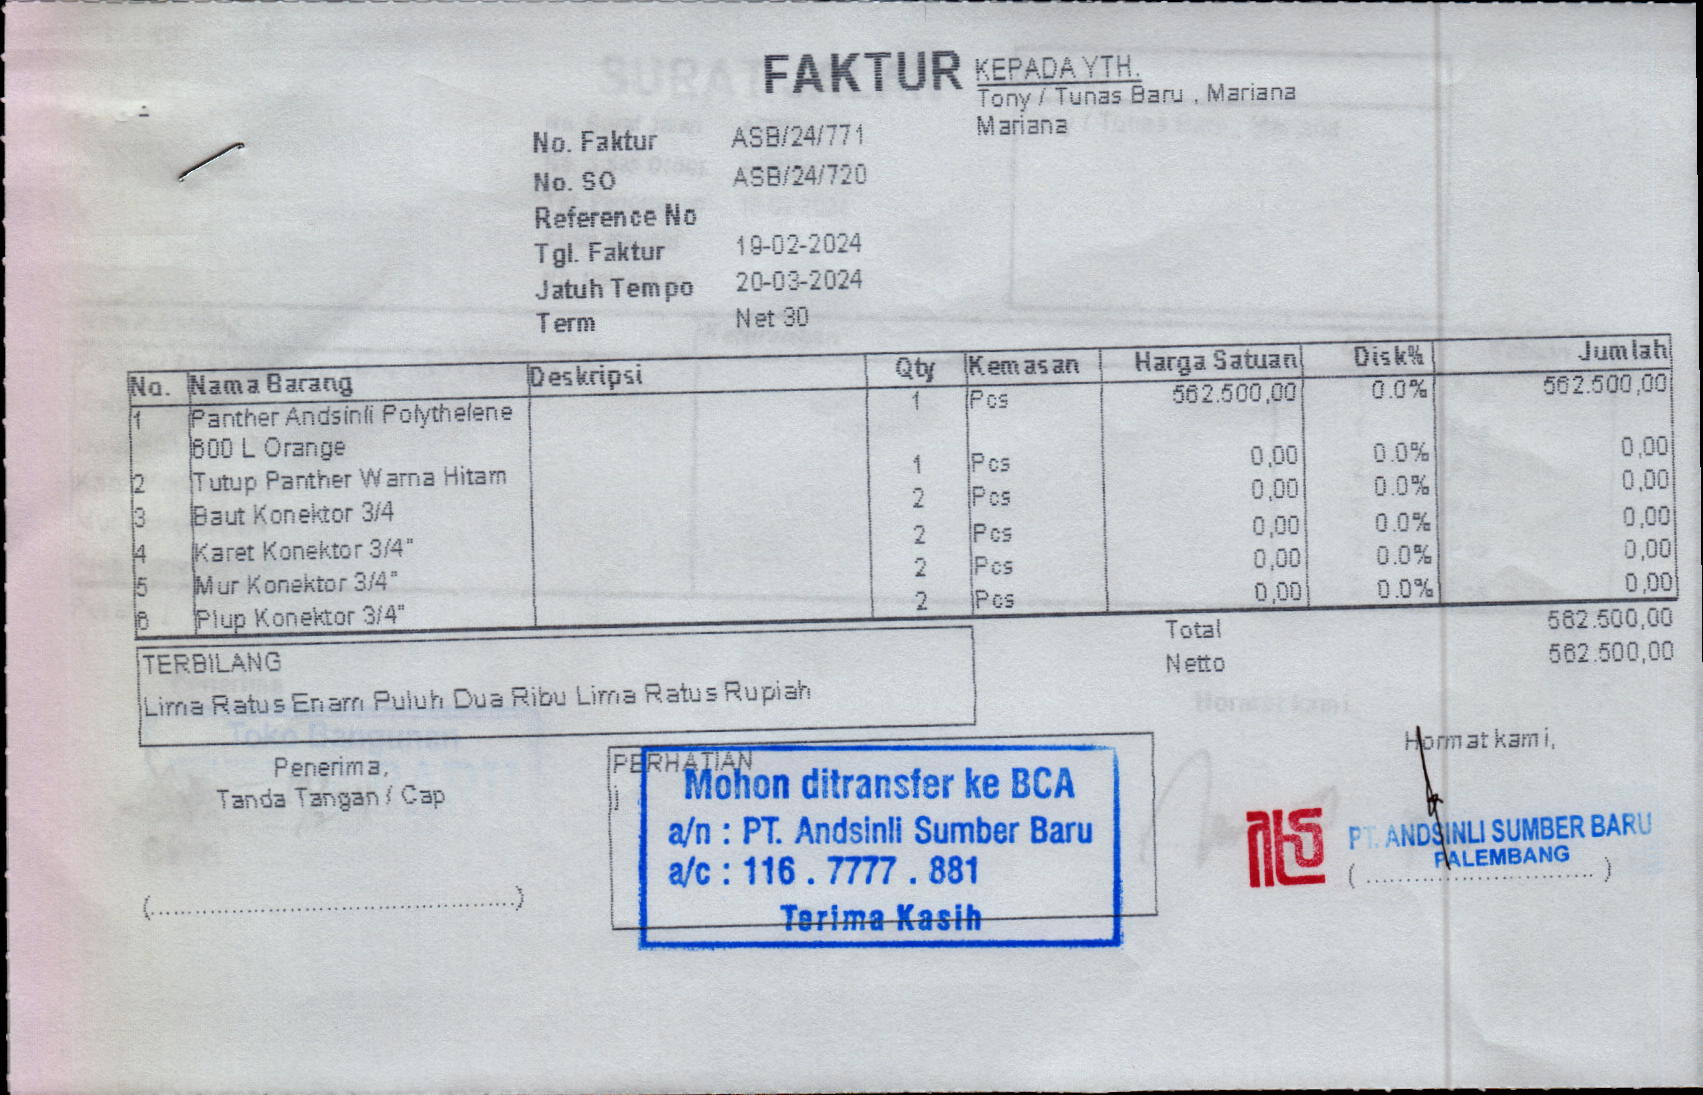 FAKTUR
KEPADA YTH.
Tony / Tunas Baru , Mariana
Mariana
No. Faktur ASB/24/771
No. SO ASB/24/720
Reference No
Tgl. Faktur 19-02-2024
Jatuh Tempo 20-03-2024
Term Net 30
No. Nama Barang Deskripsi Qty Kemasan Harga Satuan Disk% Jumlah
1 Panther Andsinli Polythelene 1 Pcs 562.500,00 0.0% 562.500,00
600 L Orange
2 Tutup Panther Warna Hitam 1 Pcs 0,00 0.0% 0,00
3 Baut Konektor 3/4 2 Pcs 0,00 0.0% 0,00
4 Karet Konektor 3/4" 2 Pcs 0,00 0.0% 0,00
5 Mur Konektor 3/4" 2 Pcs 0,00 0.0% 0,00
6 Plup Konektor 3/4" 2 Pcs 0,00 0.0% 0,00
Total 562.500,00
Netto 562.500,00
TERBILANG
Lima Ratus Enam Puluh Dua Ribu Lima Ratus Rupiah
Penerima,
Tanda Tangan / Cap
(..................................................)
PERHATIAN
Mohon ditransfer ke BCA
a/n : PT. Andsinli Sumber Baru
a/c : 116 . 7777 . 881
Terima Kasih
Hormat kami,
PT. ANDSINLI SUMBER BARU
PALEMBANG
(................................)